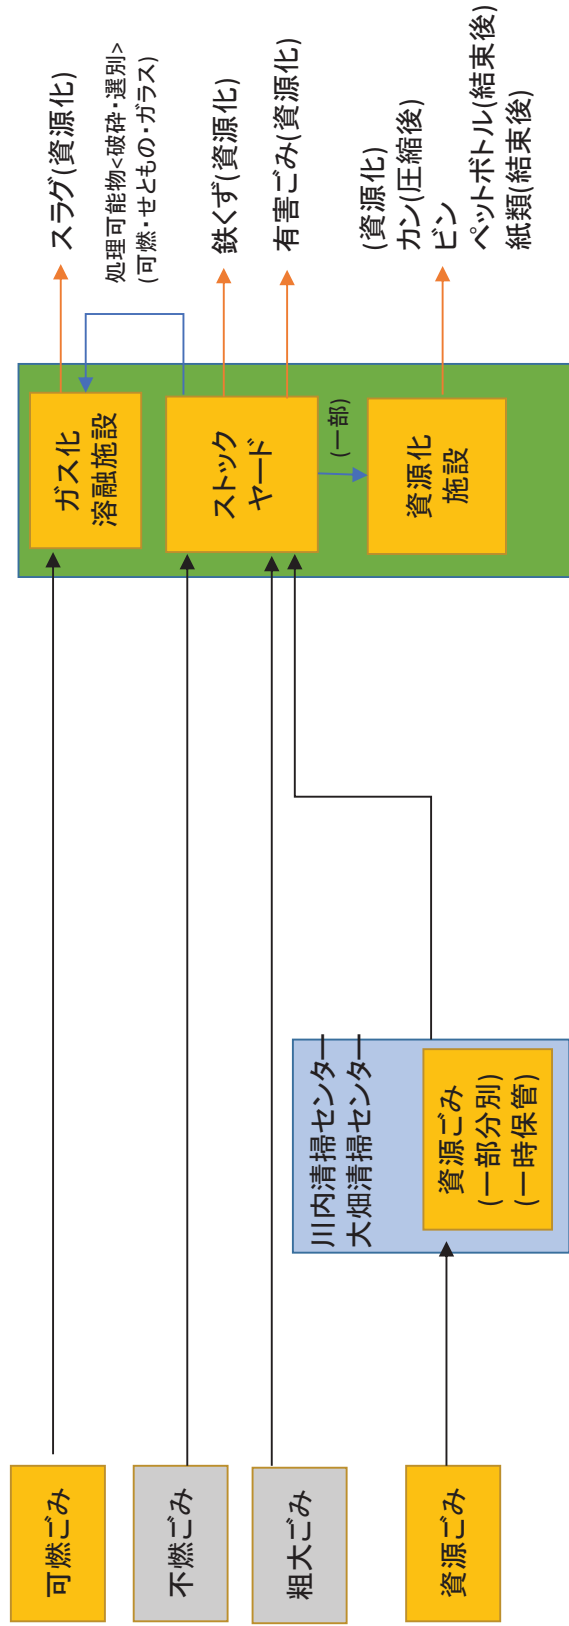 可燃ごみ
不燃ごみ
粗大ごみ
資源ごみ
川内清掃センター
大畑清掃センター
資源ごみ
(一部分別)
(一時保管)
ガス化
溶融施設
ストック
ヤード
(一部)
資源化
施設
スラグ(資源化)
処理可能物<破砕・選別>
(可燃・せともの・ガラス)
鉄くず(資源化)
有害ごみ(資源化)
(資源化)
カン(圧縮後)
ビン
ペットボトル(結束後)
紙類(結束後)